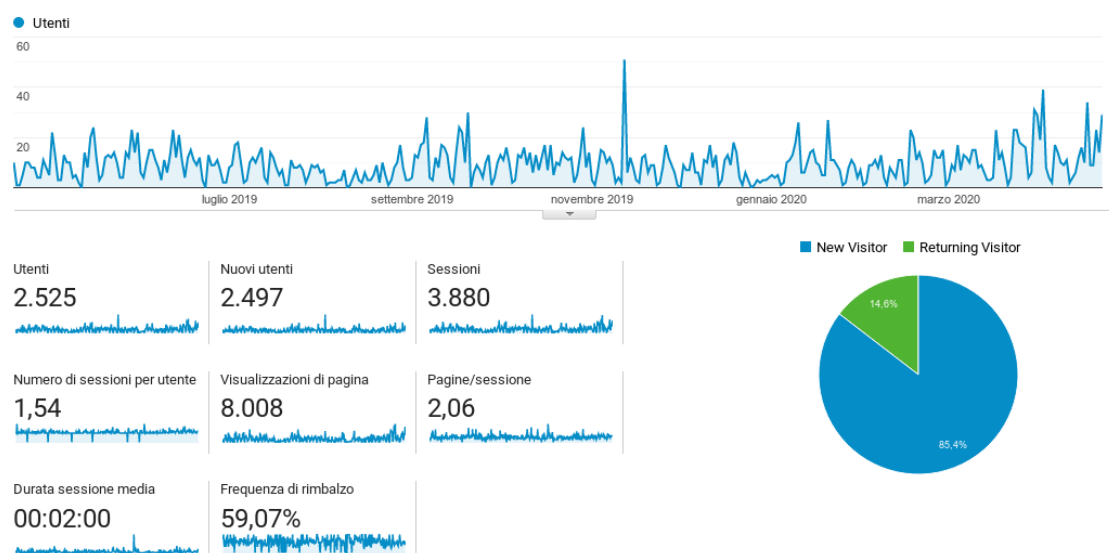 Utenti
60
40
20
luglio 2019
settembre 2019
novembre 2019
gennaio 2020
marzo 2020
New Visitor
Returning Visitor
14,6%
85,4%
Utenti
2.525
Nuovi utenti
2.497
Sessioni
3.880
Numero di sessioni per utente
1,54
Visualizzazioni di pagina
8.008
Pagine/sessione
2,06
Durata sessione media
00:02:00
Frequenza di rimbalzo
59,07%